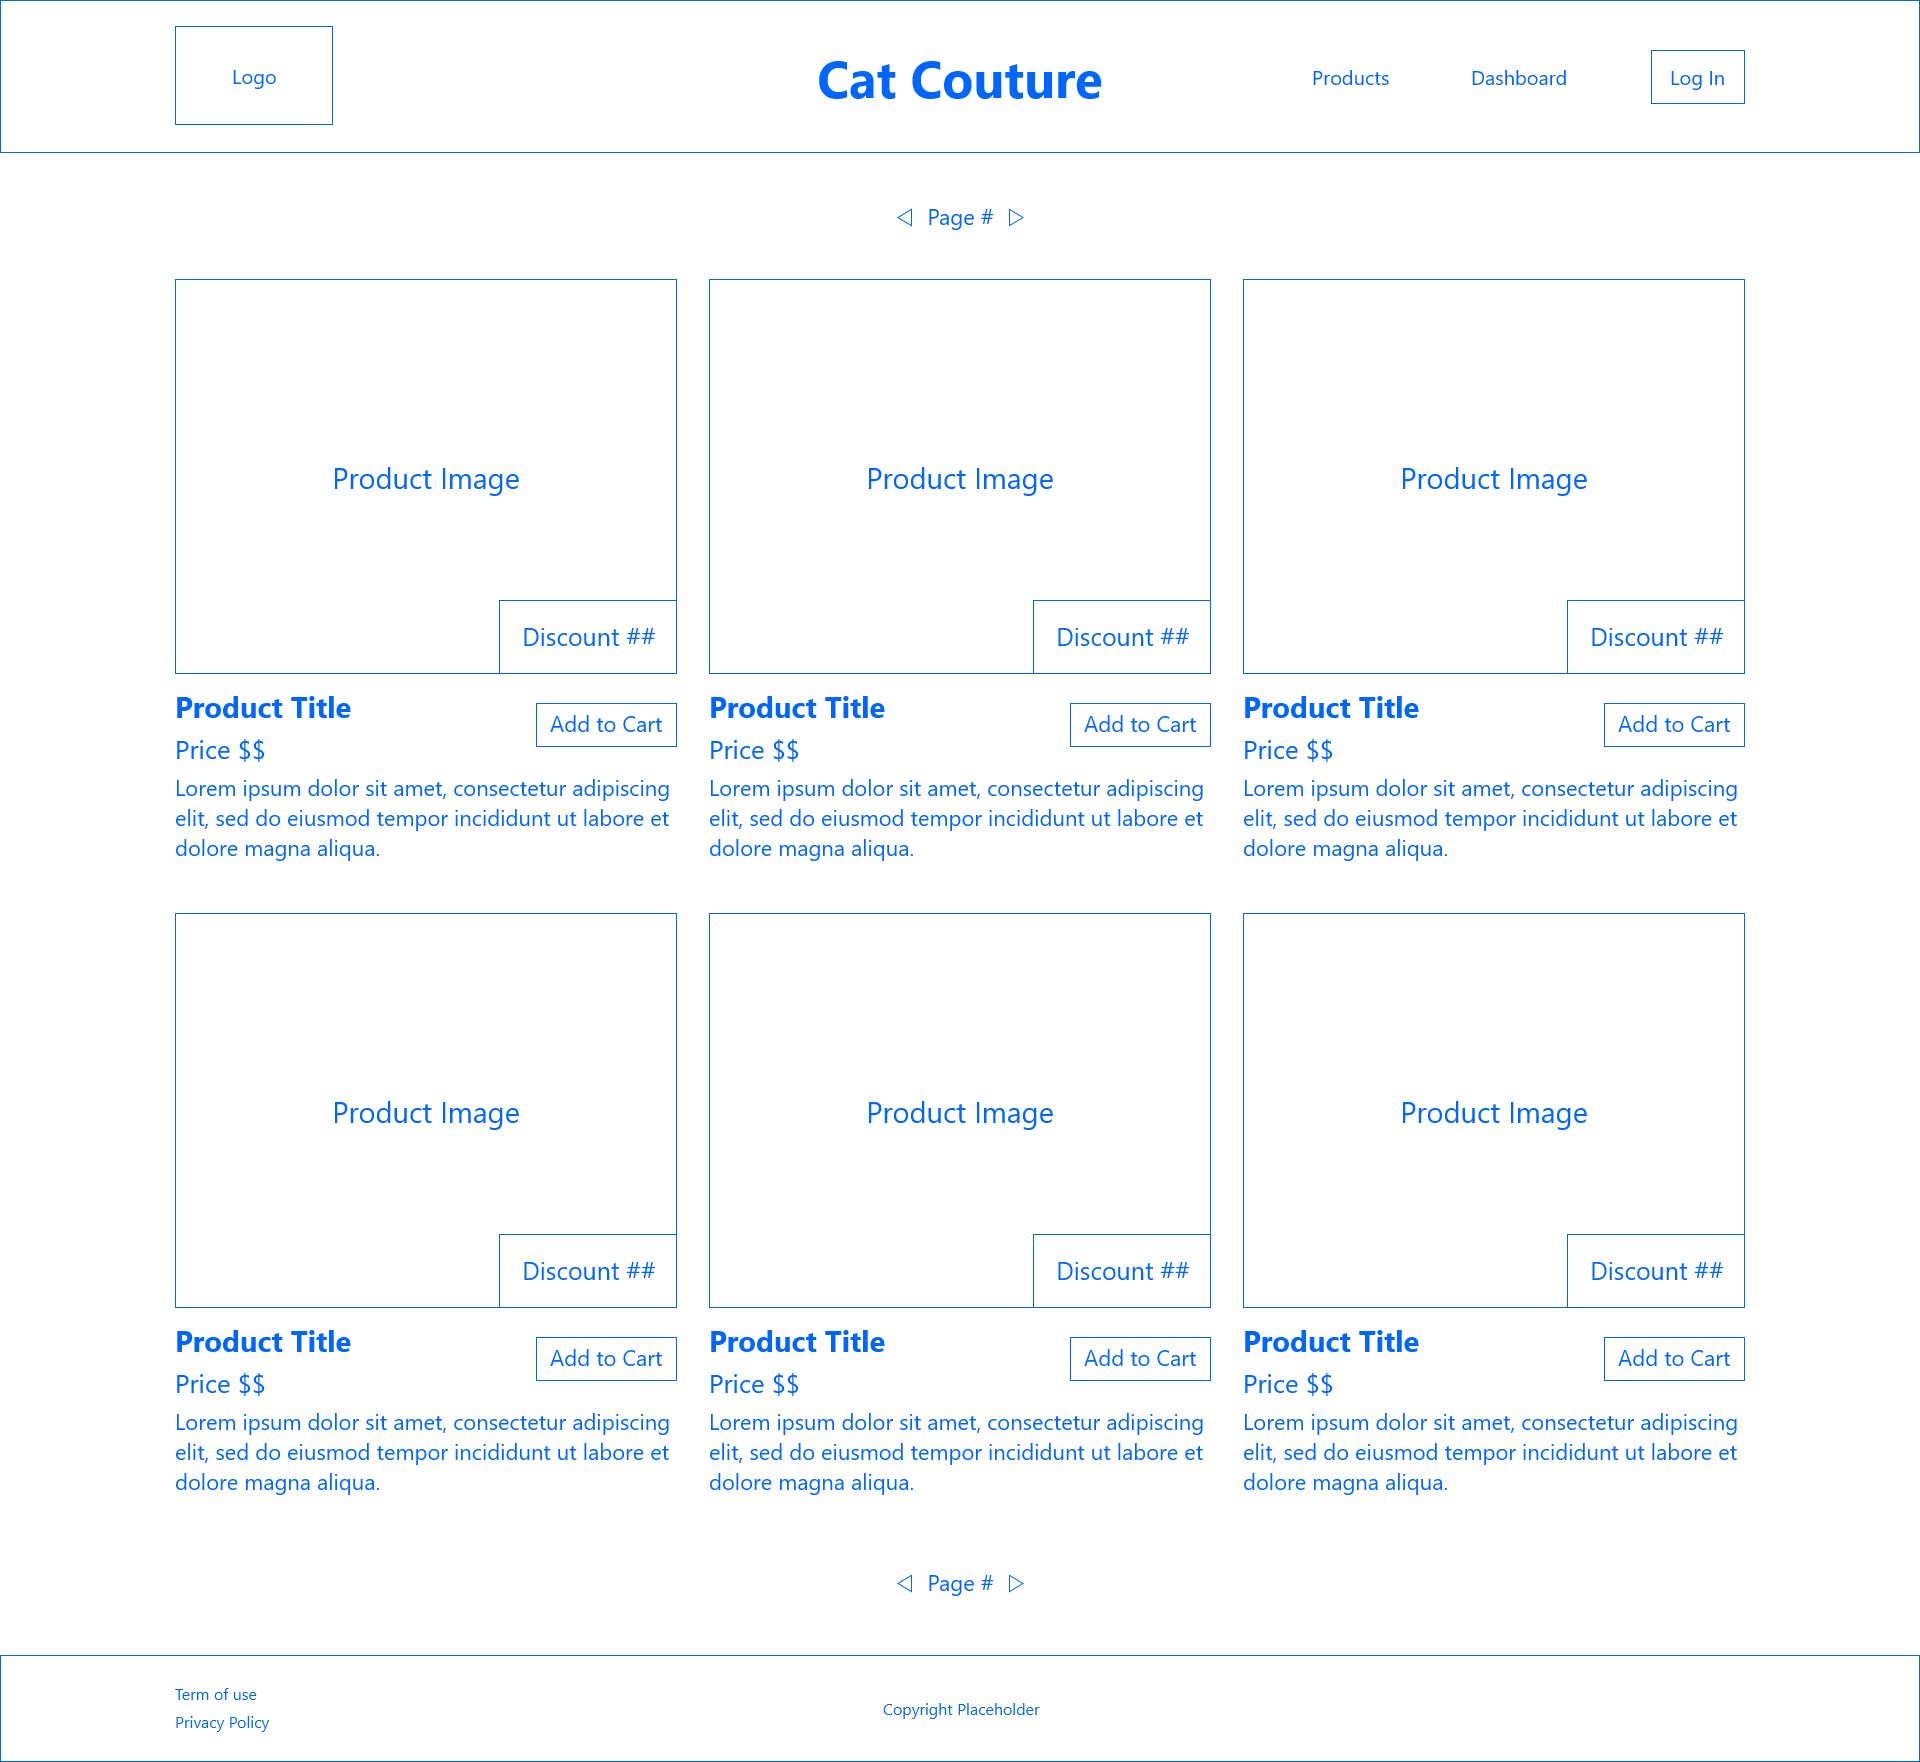 Logo
Cat Couture
Products
Dashboard
Log In
Page #
Product Image
Discount ##
Product Title
Add to Cart
Price $$
Lorem ipsum dolor sit amet, consectetur adipiscing
elit, sed do eiusmod tempor incididunt ut labore et
dolore magna aliqua.
Product Image
Discount ##
Product Title
Add to Cart
Price $$
Lorem ipsum dolor sit amet, consectetur adipiscing
elit, sed do eiusmod tempor incididunt ut labore et
dolore magna aliqua.
Product Image
Discount ##
Product Title
Add to Cart
Price $$
Lorem ipsum dolor sit amet, consectetur adipiscing
elit, sed do eiusmod tempor incididunt ut labore et
dolore magna aliqua.
Product Image
Discount ##
Product Title
Add to Cart
Price $$
Lorem ipsum dolor sit amet, consectetur adipiscing
elit, sed do eiusmod tempor incididunt ut labore et
dolore magna aliqua.
Product Image
Discount ##
Product Title
Add to Cart
Price $$
Lorem ipsum dolor sit amet, consectetur adipiscing
elit, sed do eiusmod tempor incididunt ut labore et
dolore magna aliqua.
Product Image
Discount ##
Product Title
Add to Cart
Price $$
Lorem ipsum dolor sit amet, consectetur adipiscing
elit, sed do eiusmod tempor incididunt ut labore et
dolore magna aliqua.
Page #
Term of use
Privacy Policy
Copyright Placeholder